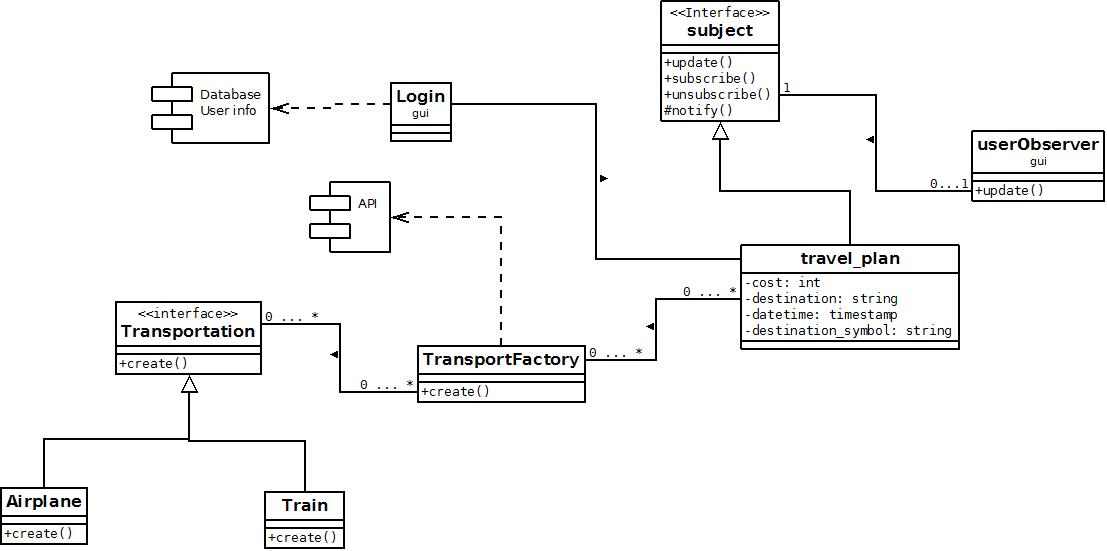 <<Interface>>
subject
+update()
+subscribe()
+unsubscribe()
#notify()
1
Database
User info
Login
gui
userObserver
gui
+update()
0...1
API
travel_plan
-cost: int
-destination: string
-datetime: timestamp
-destination_symbol: string
0 ... *
0 ... *
<<interface>>
Transportation
+create()
0 ... *
0 ... *
TransportFactory
+create()
Airplane
+create()
Train
+create()